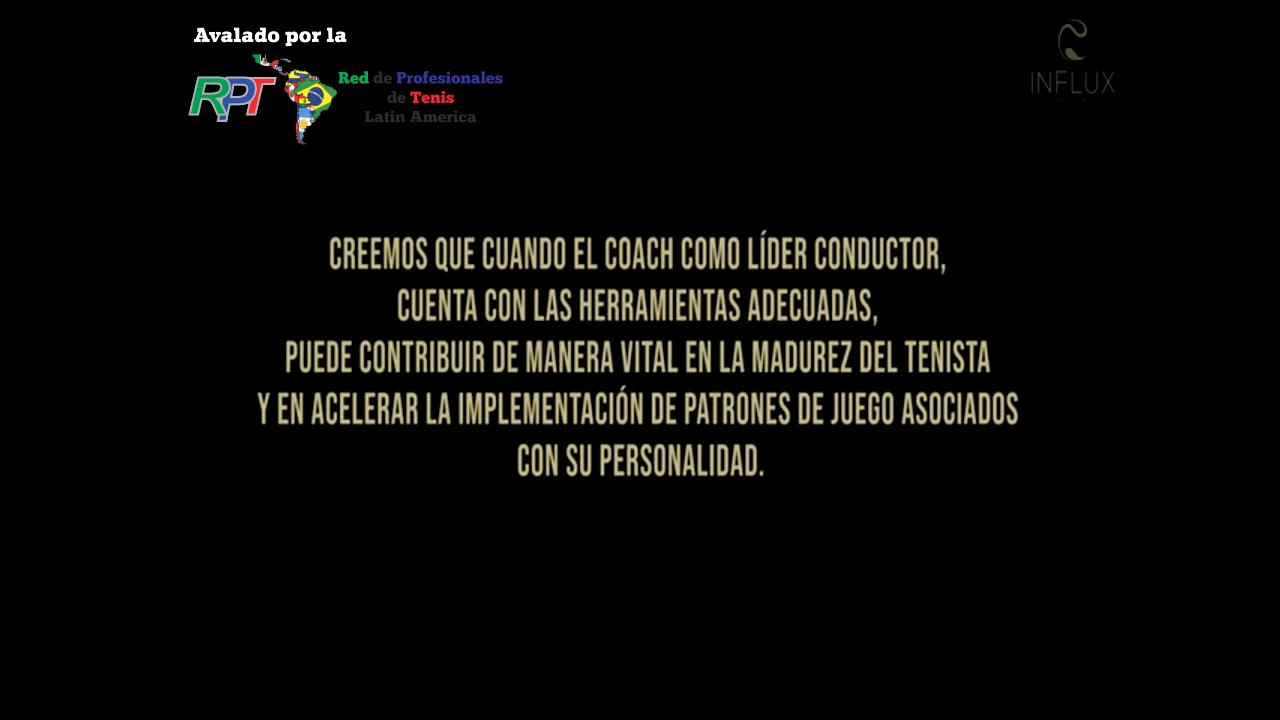 Avalado por la
RPT
Red de Profesionales
de Tenis
Latin America
INFLUX
CREEMOS QUE CUANDO EL COACH COMO LÍDER CONDUCTOR,
CUENTA CON LAS HERRAMIENTAS ADECUADAS,
PUEDE CONTRIBUIR DE MANERA VITAL EN LA MADUREZ DEL TENISTA
Y EN ACELERAR LA IMPLEMENTACIÓN DE PATRONES DE JUEGO ASOCIADOS
CON SU PERSONALIDAD.